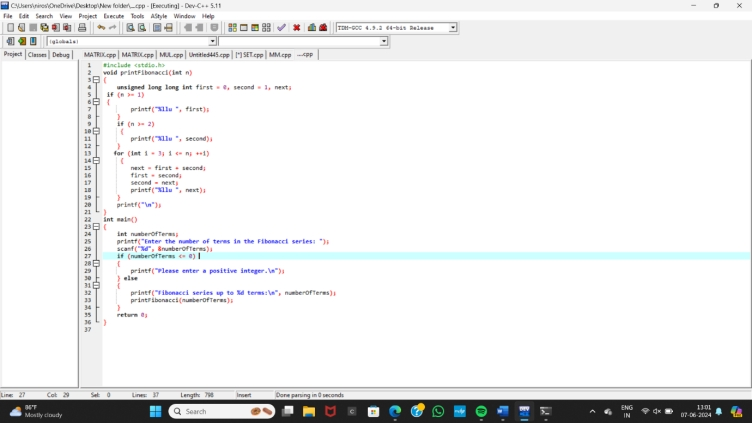 C:\Users\niros\OneDrive\Desktop\New folder\...cpp - [Executing] - Dev-C++ 5.11
File Edit Search View Project Execute Tools AStyle Window Help
TDM-GCC 4.9.2 64-bit Release
(globals)
Project Classes Debug MATRIX.cpp MATRIX.cpp MUL.cpp Untitled445.cpp [*] SET.cpp MM.cpp ...cpp
1 #include <stdio.h>
2 void printFibonacci(int n)
3 {
4 unsigned long long int first = 0, second = 1, next;
5 if (n >= 1)
6 {
7 printf("%llu ", first);
8 }
9 if (n >= 2)
10 {
11 printf("%llu ", second);
12 }
13 for (int i = 3; i <= n; ++i)
14 {
15 next = first + second;
16 first = second;
17 second = next;
18 printf("%llu ", next);
19 }
20 printf("\n");
21 }
22 int main()
23 {
24 int numberOfTerms;
25 printf("Enter the number of terms in the Fibonacci series: ");
26 scanf("%d", &numberOfTerms);
27 if (numberOfTerms <= 0)
28 {
29 printf("Please enter a positive integer.\n");
30 } else
31 {
32 printf("Fibonacci series up to %d terms:\n", numberOfTerms);
33 printFibonacci(numberOfTerms);
34 }
35 return 0;
36 }
37
Line: 27 Col: 29 Sel: 0 Lines: 37 Length: 798 Insert Done parsing in 0 seconds
86°F
Mostly cloudy
Search
ENG
IN
13:01
07-06-2024